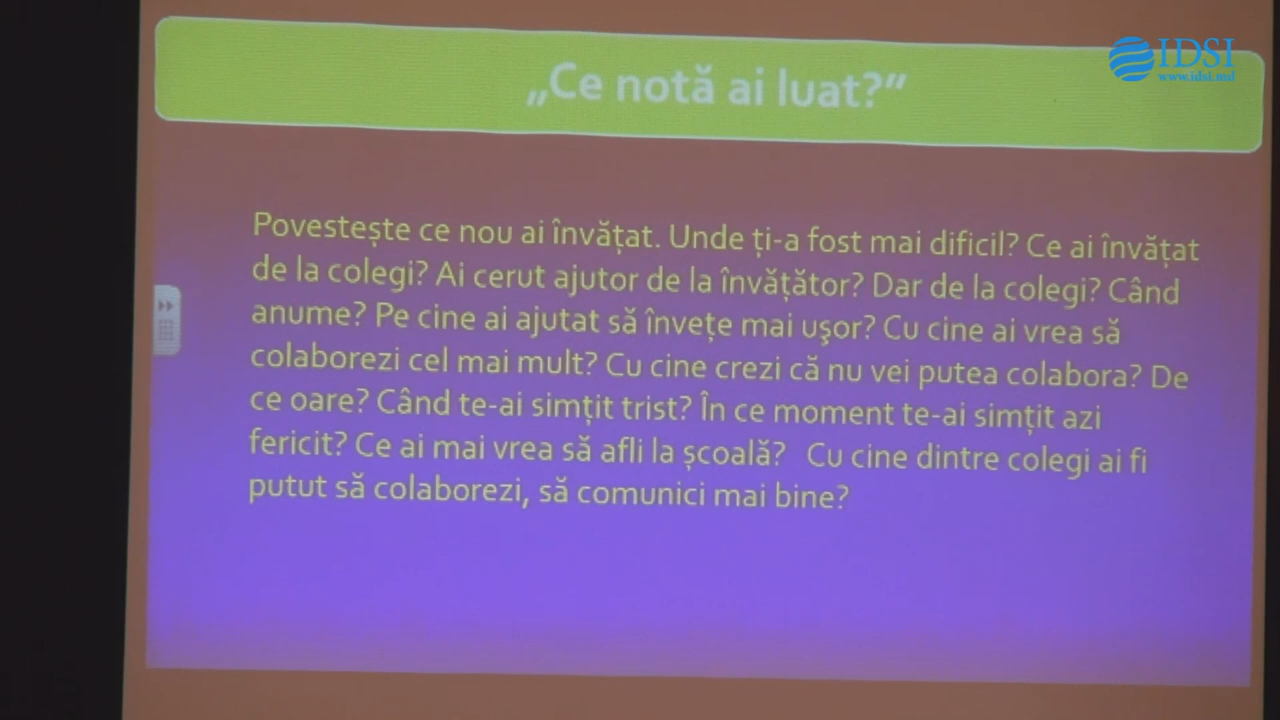 IDSI
www.idsi.md
„Ce notă ai luat?”
Povestește ce nou ai învățat. Unde ți-a fost mai dificil? Ce ai învățat
de la colegi? Ai cerut ajutor de la învățător? Dar de la colegi? Când
anume? Pe cine ai ajutat să învețe mai uşor? Cu cine ai vrea să
colaborezi cel mai mult? Cu cine crezi că nu vei putea colabora? De
ce oare? Când te-ai simțit trist? În ce moment te-ai simțit azi
fericit? Ce ai mai vrea să afli la școală? Cu cine dintre colegi ai fi
putut să colaborezi, să comunici mai bine?